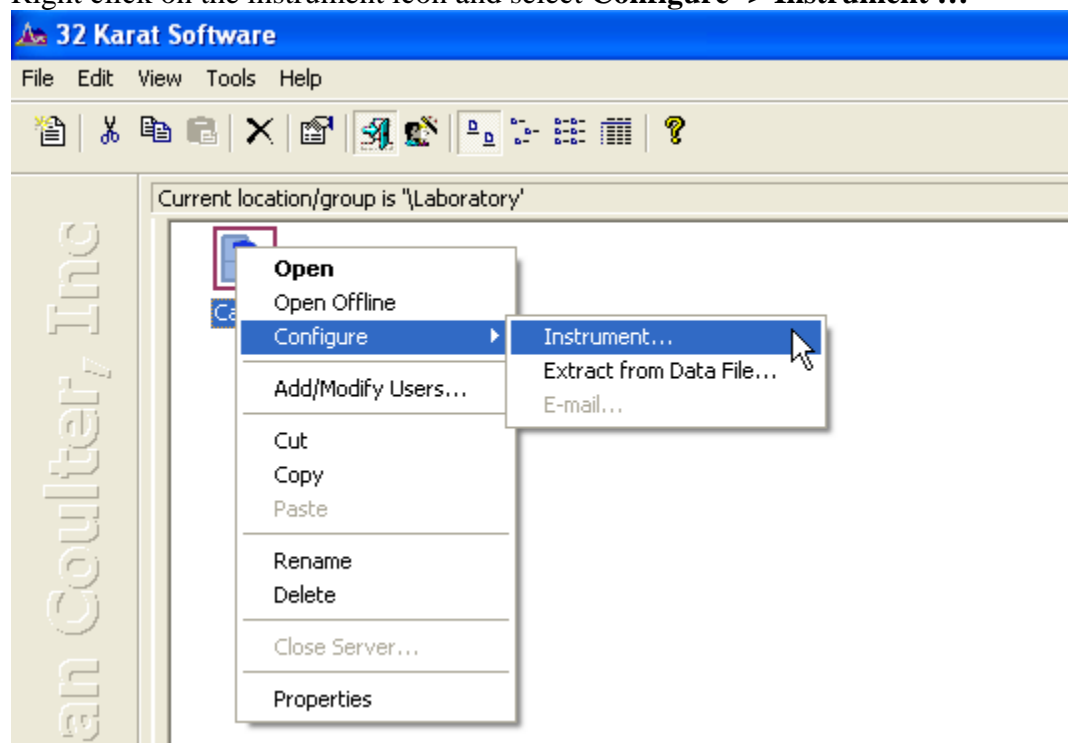 Right click on the instrument icon and select Configure -> Instrument ...
32 Karat Software
File Edit View Tools Help
Current location/group is '\Laboratory'
Open
Open Offline
Configure
Instrument...
Extract from Data File...
E-mail...
Add/Modify Users...
Cut
Copy
Paste
Rename
Delete
Close Server...
Properties
an Coulter, Inc